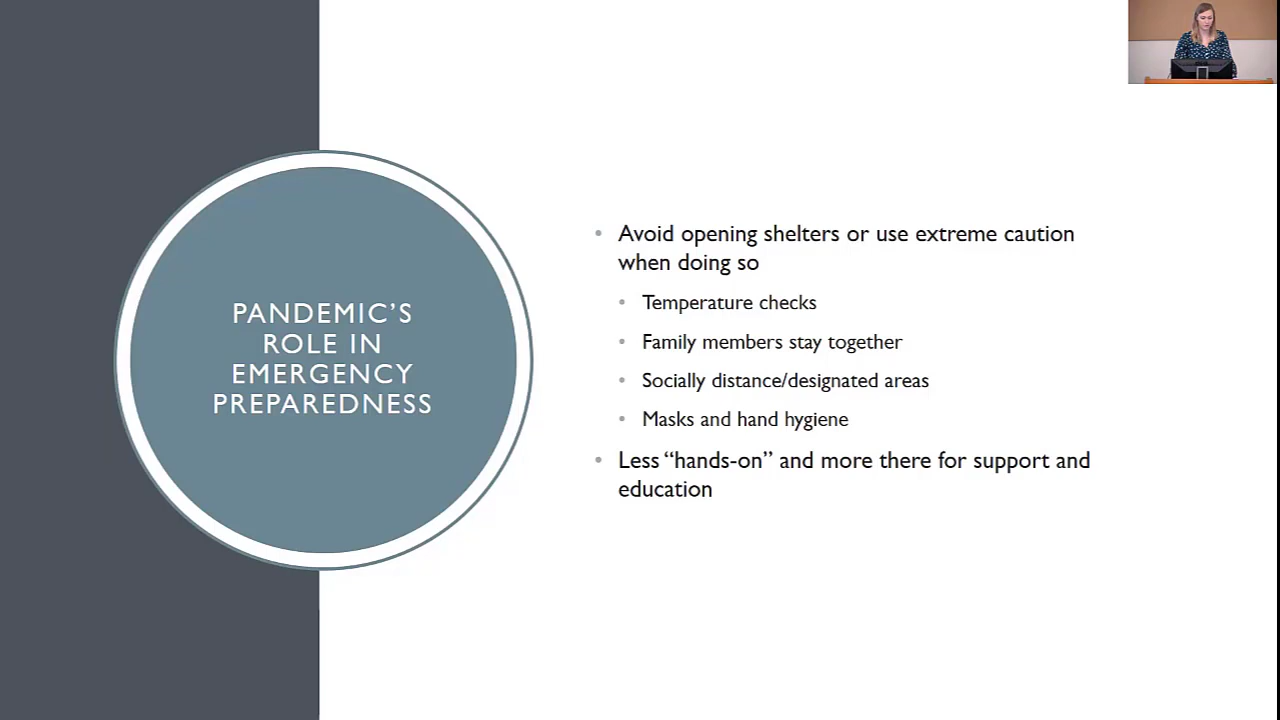 PANDEMIC’S
ROLE IN
EMERGENCY
PREPAREDNESS
• Avoid opening shelters or use extreme caution
when doing so
• Temperature checks
• Family members stay together
• Socially distance/designated areas
• Masks and hand hygiene
• Less “hands-on” and more there for support and
education